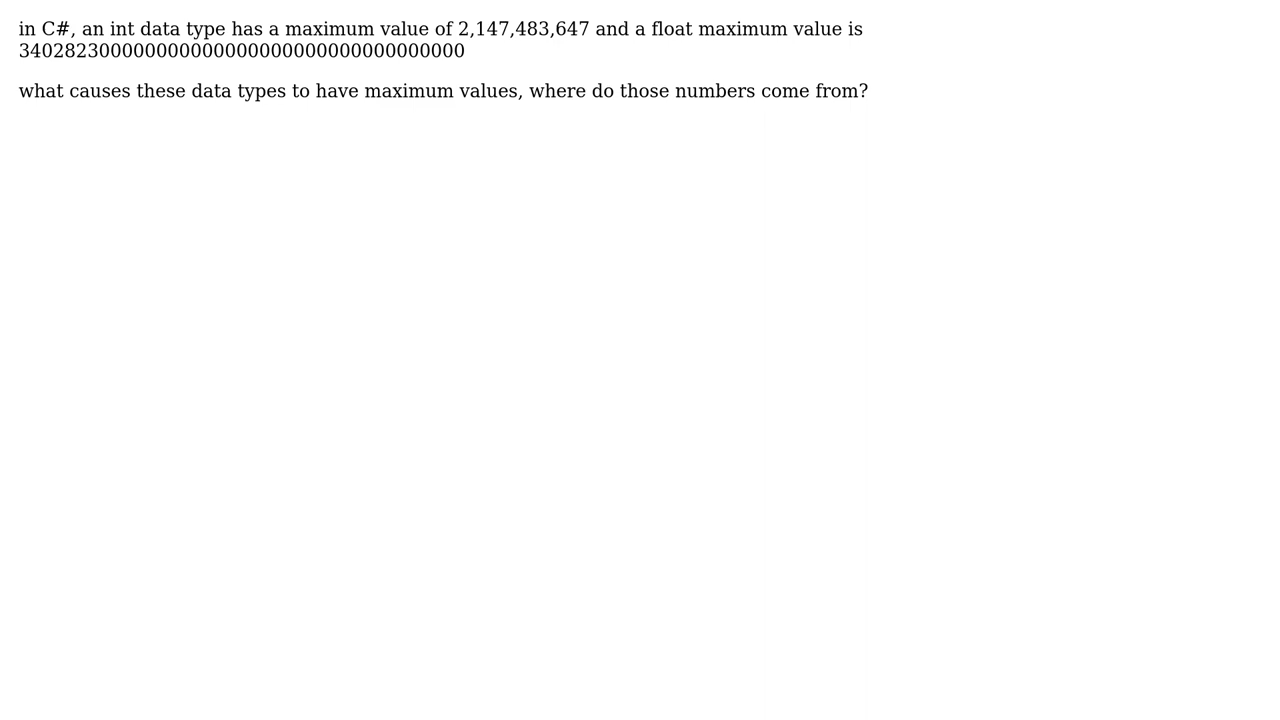 in C#, an int data type has a maximum value of 2,147,483,647 and a float maximum value is
340282300000000000000000000000000000000
what causes these data types to have maximum values, where do those numbers come from?